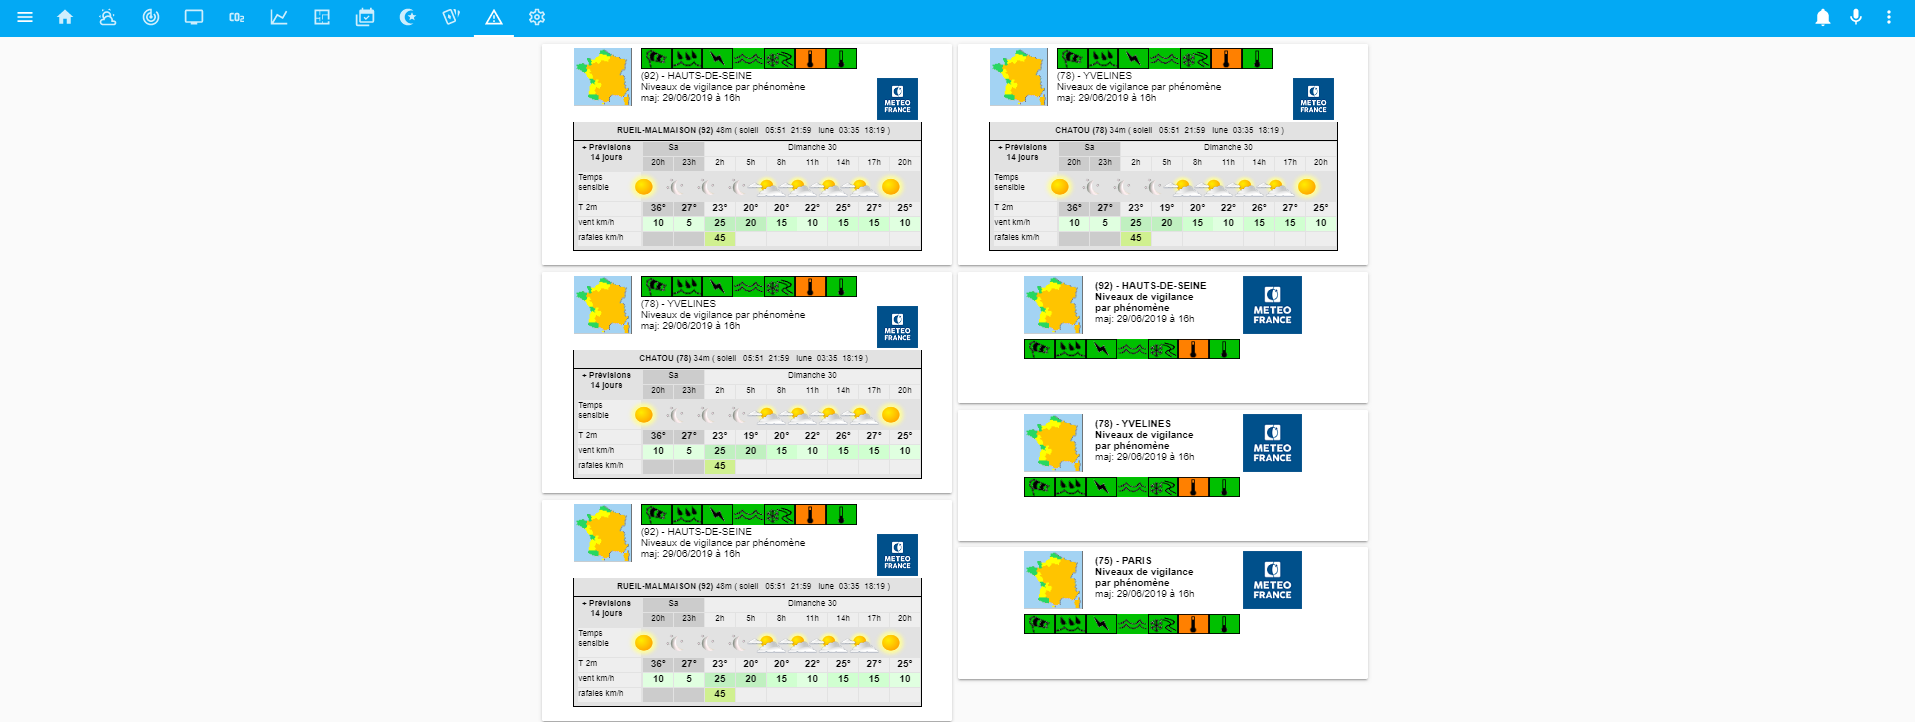 CO₂
(92) - HAUTS-DE-SEINE
Niveaux de vigilance par phénomène
maj: 29/06/2019 à 16h
METEO
FRANCE
RUEIL-MALMAISON (92) 48m ( soleil 05:51 21:59 lune 03:35 18:19 )
+ Prévisions Sa Dimanche 30
14 jours 20h 23h 2h 5h 8h 11h 14h 17h 20h
Temps
sensible
T 2m 36° 27° 23° 20° 20° 22° 25° 27° 25°
vent km/h 10 5 25 20 15 10 15 15 10
rafales km/h 45
(78) - YVELINES
Niveaux de vigilance par phénomène
maj: 29/06/2019 à 16h
METEO
FRANCE
CHATOU (78) 34m ( soleil 05:51 21:59 lune 03:35 18:19 )
+ Prévisions Sa Dimanche 30
14 jours 20h 23h 2h 5h 8h 11h 14h 17h 20h
Temps
sensible
T 2m 36° 27° 23° 19° 20° 22° 26° 27° 25°
vent km/h 10 5 25 20 15 10 15 15 10
rafales km/h 45
(78) - YVELINES
Niveaux de vigilance par phénomène
maj: 29/06/2019 à 16h
METEO
FRANCE
CHATOU (78) 34m ( soleil 05:51 21:59 lune 03:35 18:19 )
+ Prévisions Sa Dimanche 30
14 jours 20h 23h 2h 5h 8h 11h 14h 17h 20h
Temps
sensible
T 2m 36° 27° 23° 19° 20° 22° 26° 27° 25°
vent km/h 10 5 25 20 15 10 15 15 10
rafales km/h 45
(92) - HAUTS-DE-SEINE
Niveaux de vigilance
par phénomène
maj: 29/06/2019 à 16h
METEO
FRANCE
(78) - YVELINES
Niveaux de vigilance
par phénomène
maj: 29/06/2019 à 16h
METEO
FRANCE
(92) - HAUTS-DE-SEINE
Niveaux de vigilance par phénomène
maj: 29/06/2019 à 16h
METEO
FRANCE
RUEIL-MALMAISON (92) 48m ( soleil 05:51 21:59 lune 03:35 18:19 )
+ Prévisions Sa Dimanche 30
14 jours 20h 23h 2h 5h 8h 11h 14h 17h 20h
Temps
sensible
T 2m 36° 27° 23° 20° 20° 22° 25° 27° 25°
vent km/h 10 5 25 20 15 10 15 15 10
rafales km/h 45
(75) - PARIS
Niveaux de vigilance
par phénomène
maj: 29/06/2019 à 16h
METEO
FRANCE